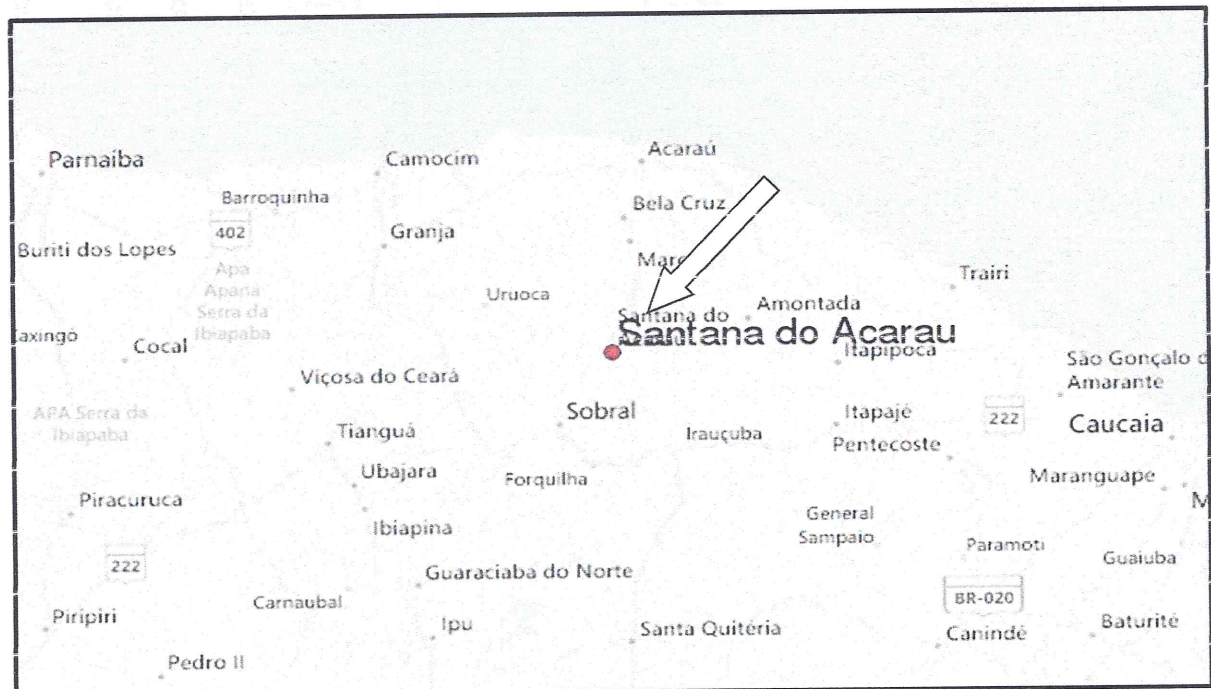 Acaraú
Parnaíba
Camocim
Barroquinha
Bela Cruz
402
Granja
Buriti dos Lopes
Apa
Apana
Serra da
Ibiapaba
Trairi
Uruoca
Santana do
Amontada
Santana do Acarau
Itapipoca
Cocal
São Gonçalo d
Amarante
Viçosa do Ceará
APA Serra da
Ibiapaba
Sobral
Itapajé
222
Caucaia
Tianguá
Irauçuba
Pentecoste
Ubajara
Forquilha
Maranguape
Piracuruca
M
Ibiapina
General
Sampaio
Paramoti
Guaiuba
222
Guaraciaba do Norte
BR-020
Carnaubal
Piripiri
Ipu
Santa Quitéria
Canindé
Baturité
Pedro II